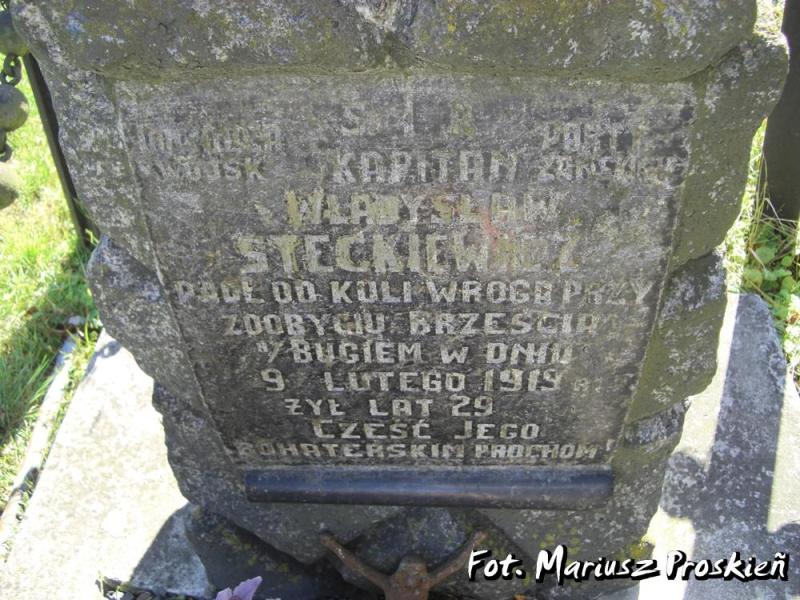 S. P.
KAPITAN
WOJSK
WŁADYSŁAW
STECKIEWICZ
PADŁ OD KULI WROGA PRZY
ZDOBYCIU BRZEŚCIA
n/BUGIEM W DNIU
9 LUTEGO 1919
ŻYŁ LAT 29
CZEŚĆ JEGO
BOHATERSKIM PROCHOM!
Fot. Mariusz Proskień